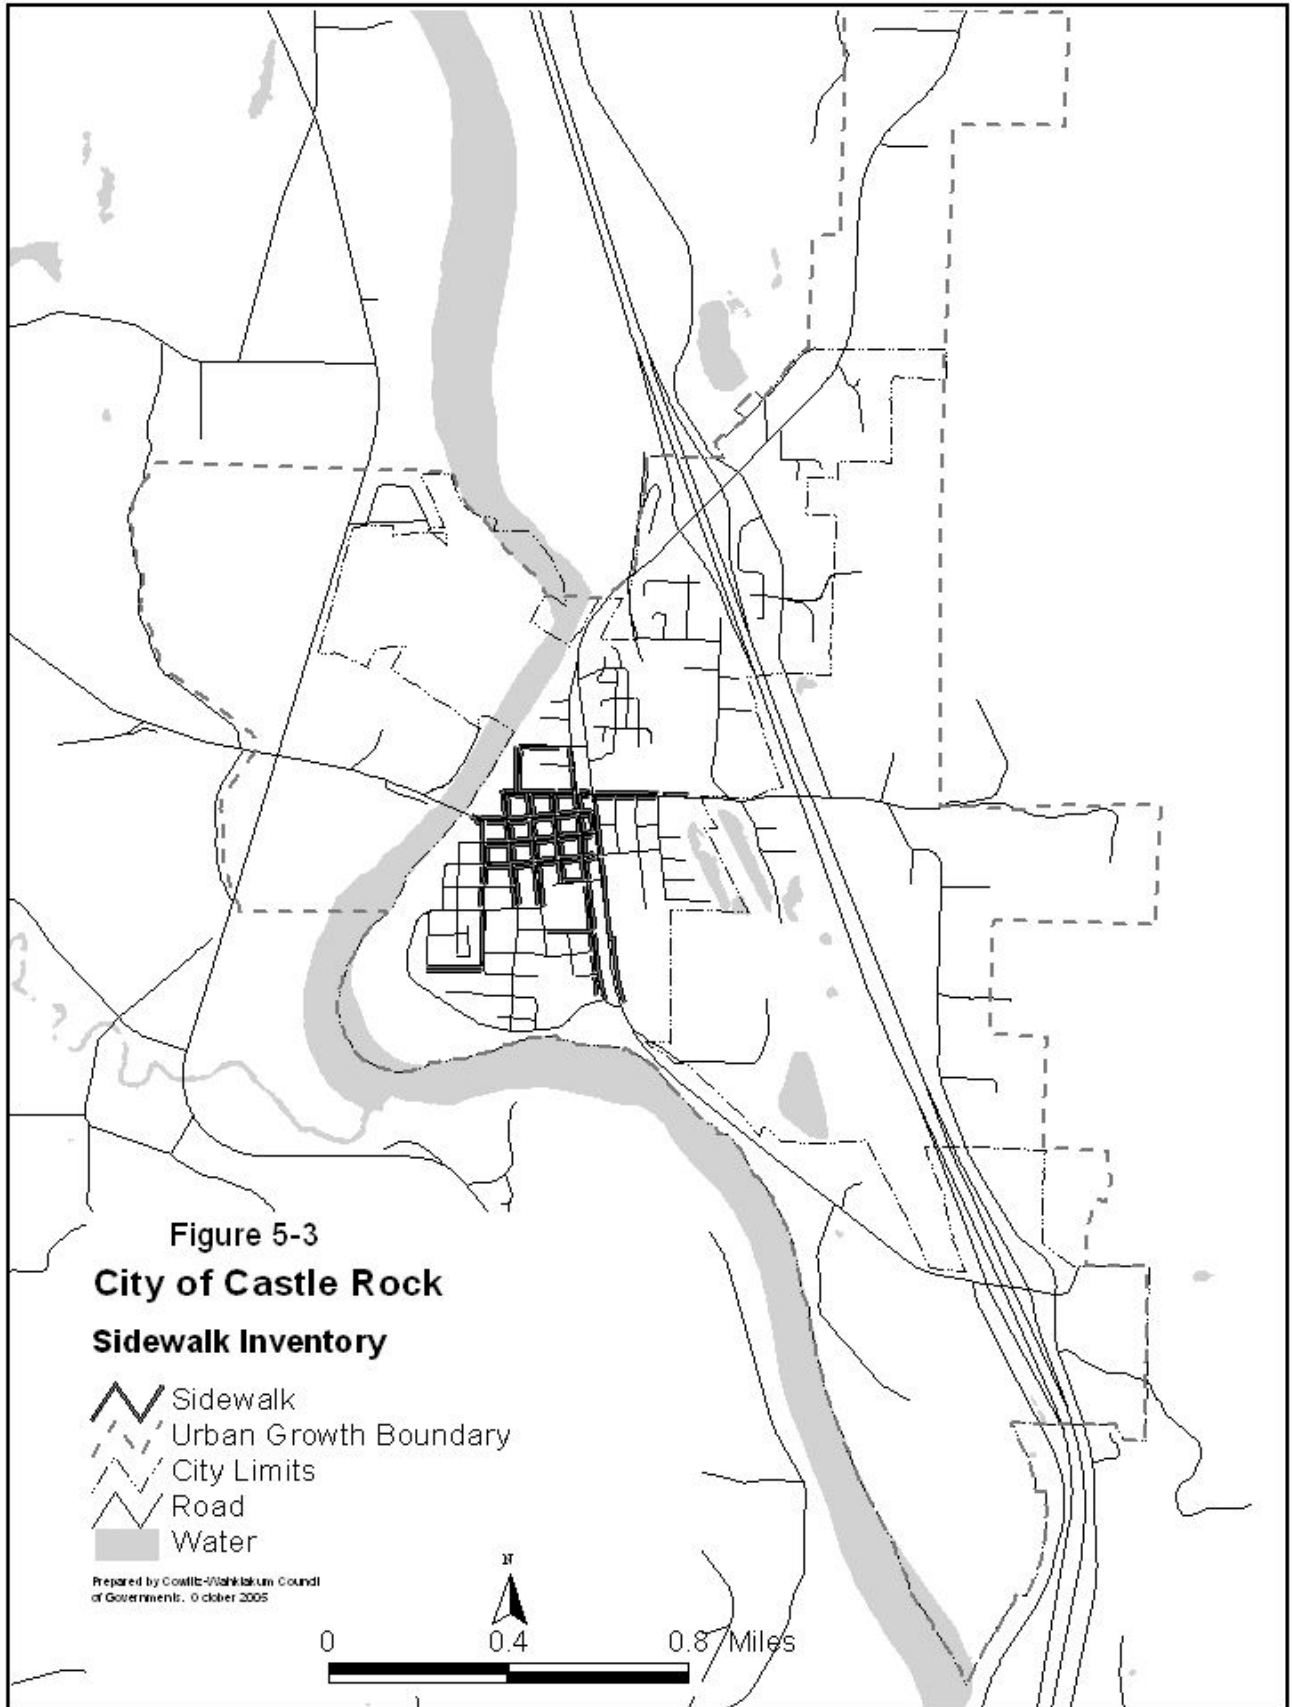 Figure 5-3
City of Castle Rock
Sidewalk Inventory
Sidewalk
Urban Growth Boundary
City Limits
Road
Water
Prepared by Cowlitz-Wahkiakum Council
of Governments. October 2005
N
0 0.4 0.8 Miles